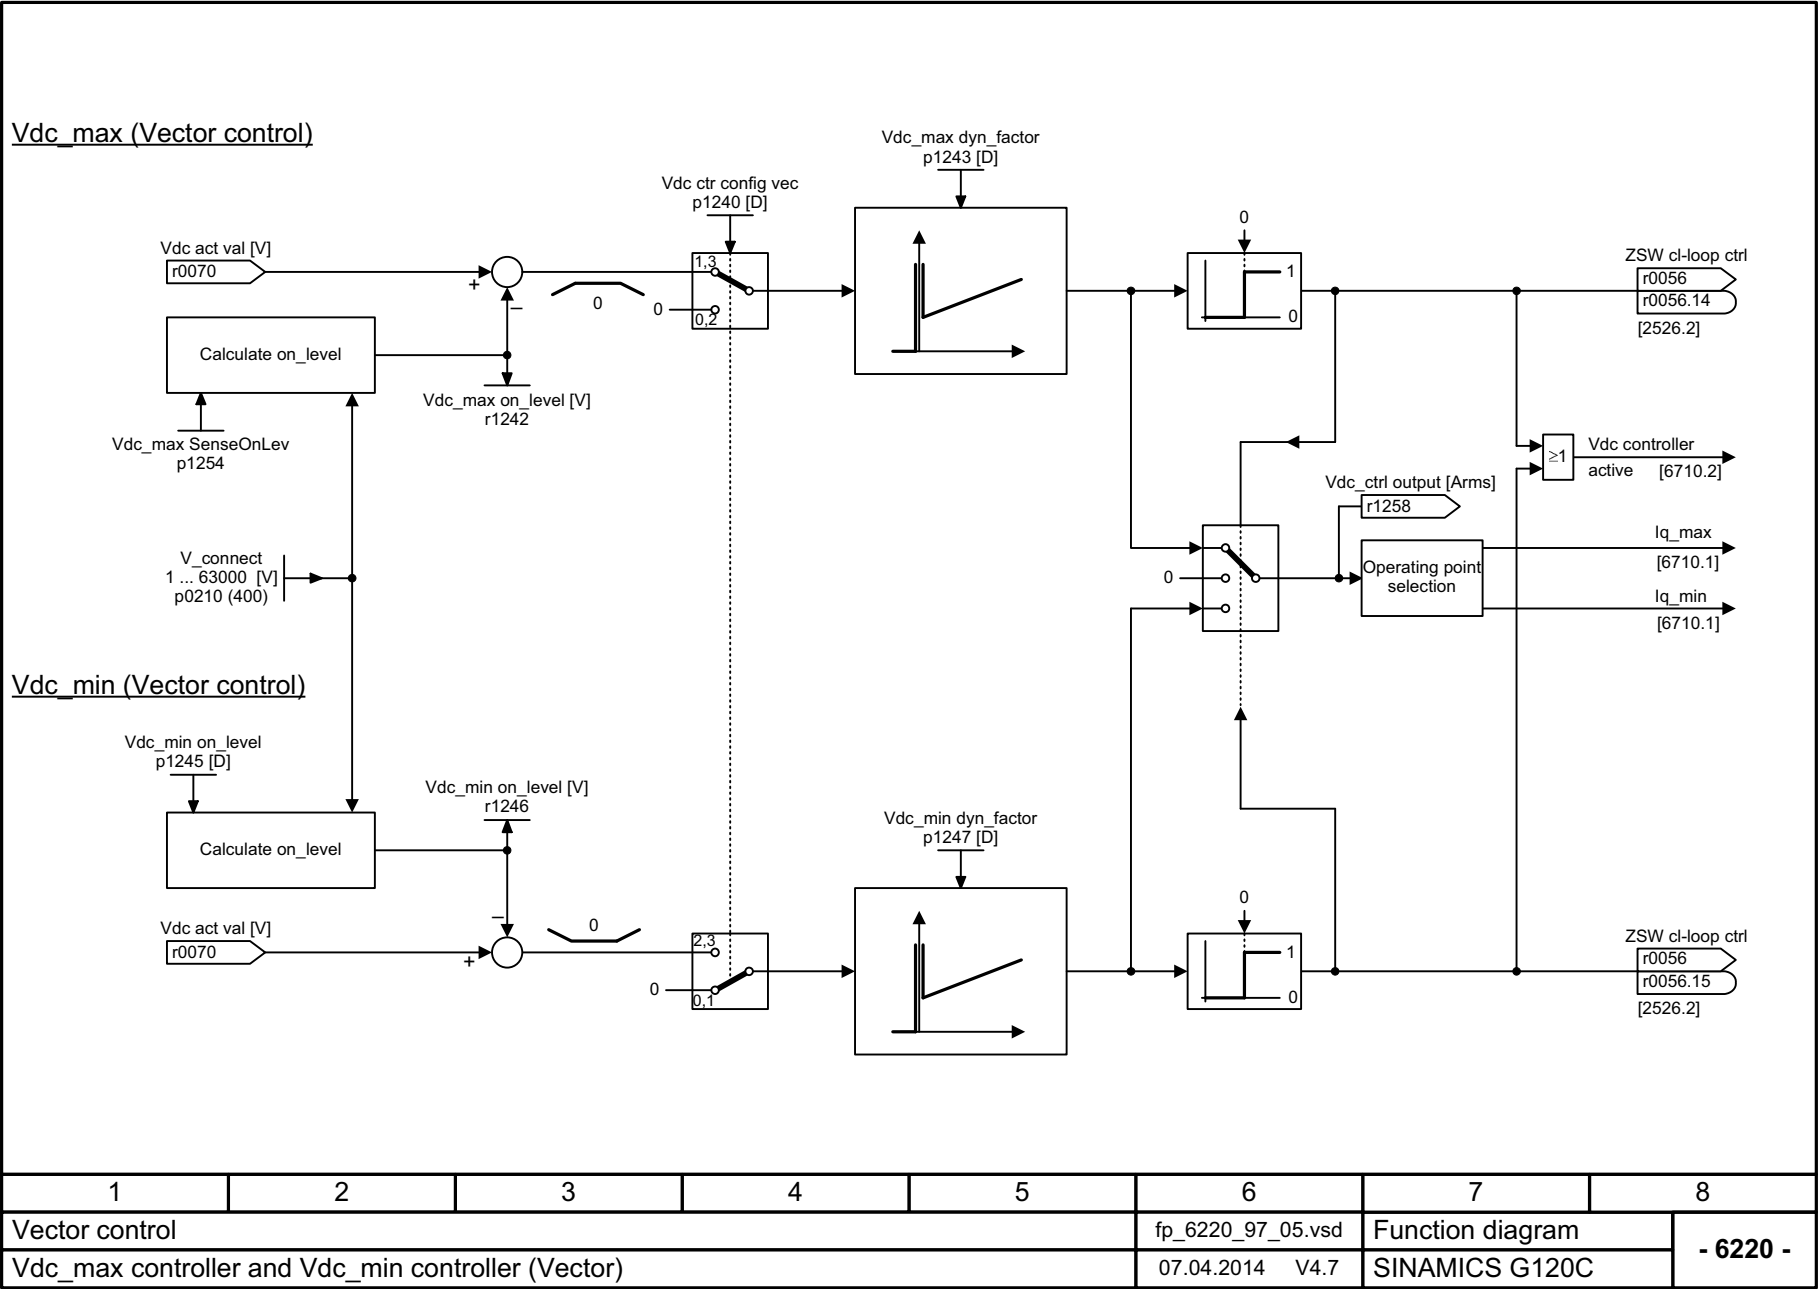 Vdc_max (Vector control)
Vdc_max dyn_factor
p1243 [D]
Vdc ctr config vec
p1240 [D]
Vdc act val [V]
r0070
+
–
0
1,3
0
0,2
0
1
0
ZSW cl-loop ctrl
r0056
r0056.14
[2526.2]
Calculate on_level
Vdc_max on_level [V]
r1242
Vdc_max SenseOnLev
p1254
≥1
Vdc controller
active [6710.2]
Vdc_ctrl output [Arms]
r1258
V_connect
1 ... 63000 [V]
p0210 (400)
0
Operating point
selection
Iq_max
[6710.1]
Iq_min
[6710.1]
Vdc_min (Vector control)
Vdc_min on_level
p1245 [D]
Vdc_min on_level [V]
r1246
Calculate on_level
Vdc_min dyn_factor
p1247 [D]
Vdc act val [V]
r0070
+
–
0
2,3
0
0,1
0
1
0
ZSW cl-loop ctrl
r0056
r0056.15
[2526.2]
1 2 3 4 5 6 7 8
Vector control
fp_6220_97_05.vsd
Function diagram
- 6220 -
Vdc_max controller and Vdc_min controller (Vector)
07.04.2014 V4.7
SINAMICS G120C